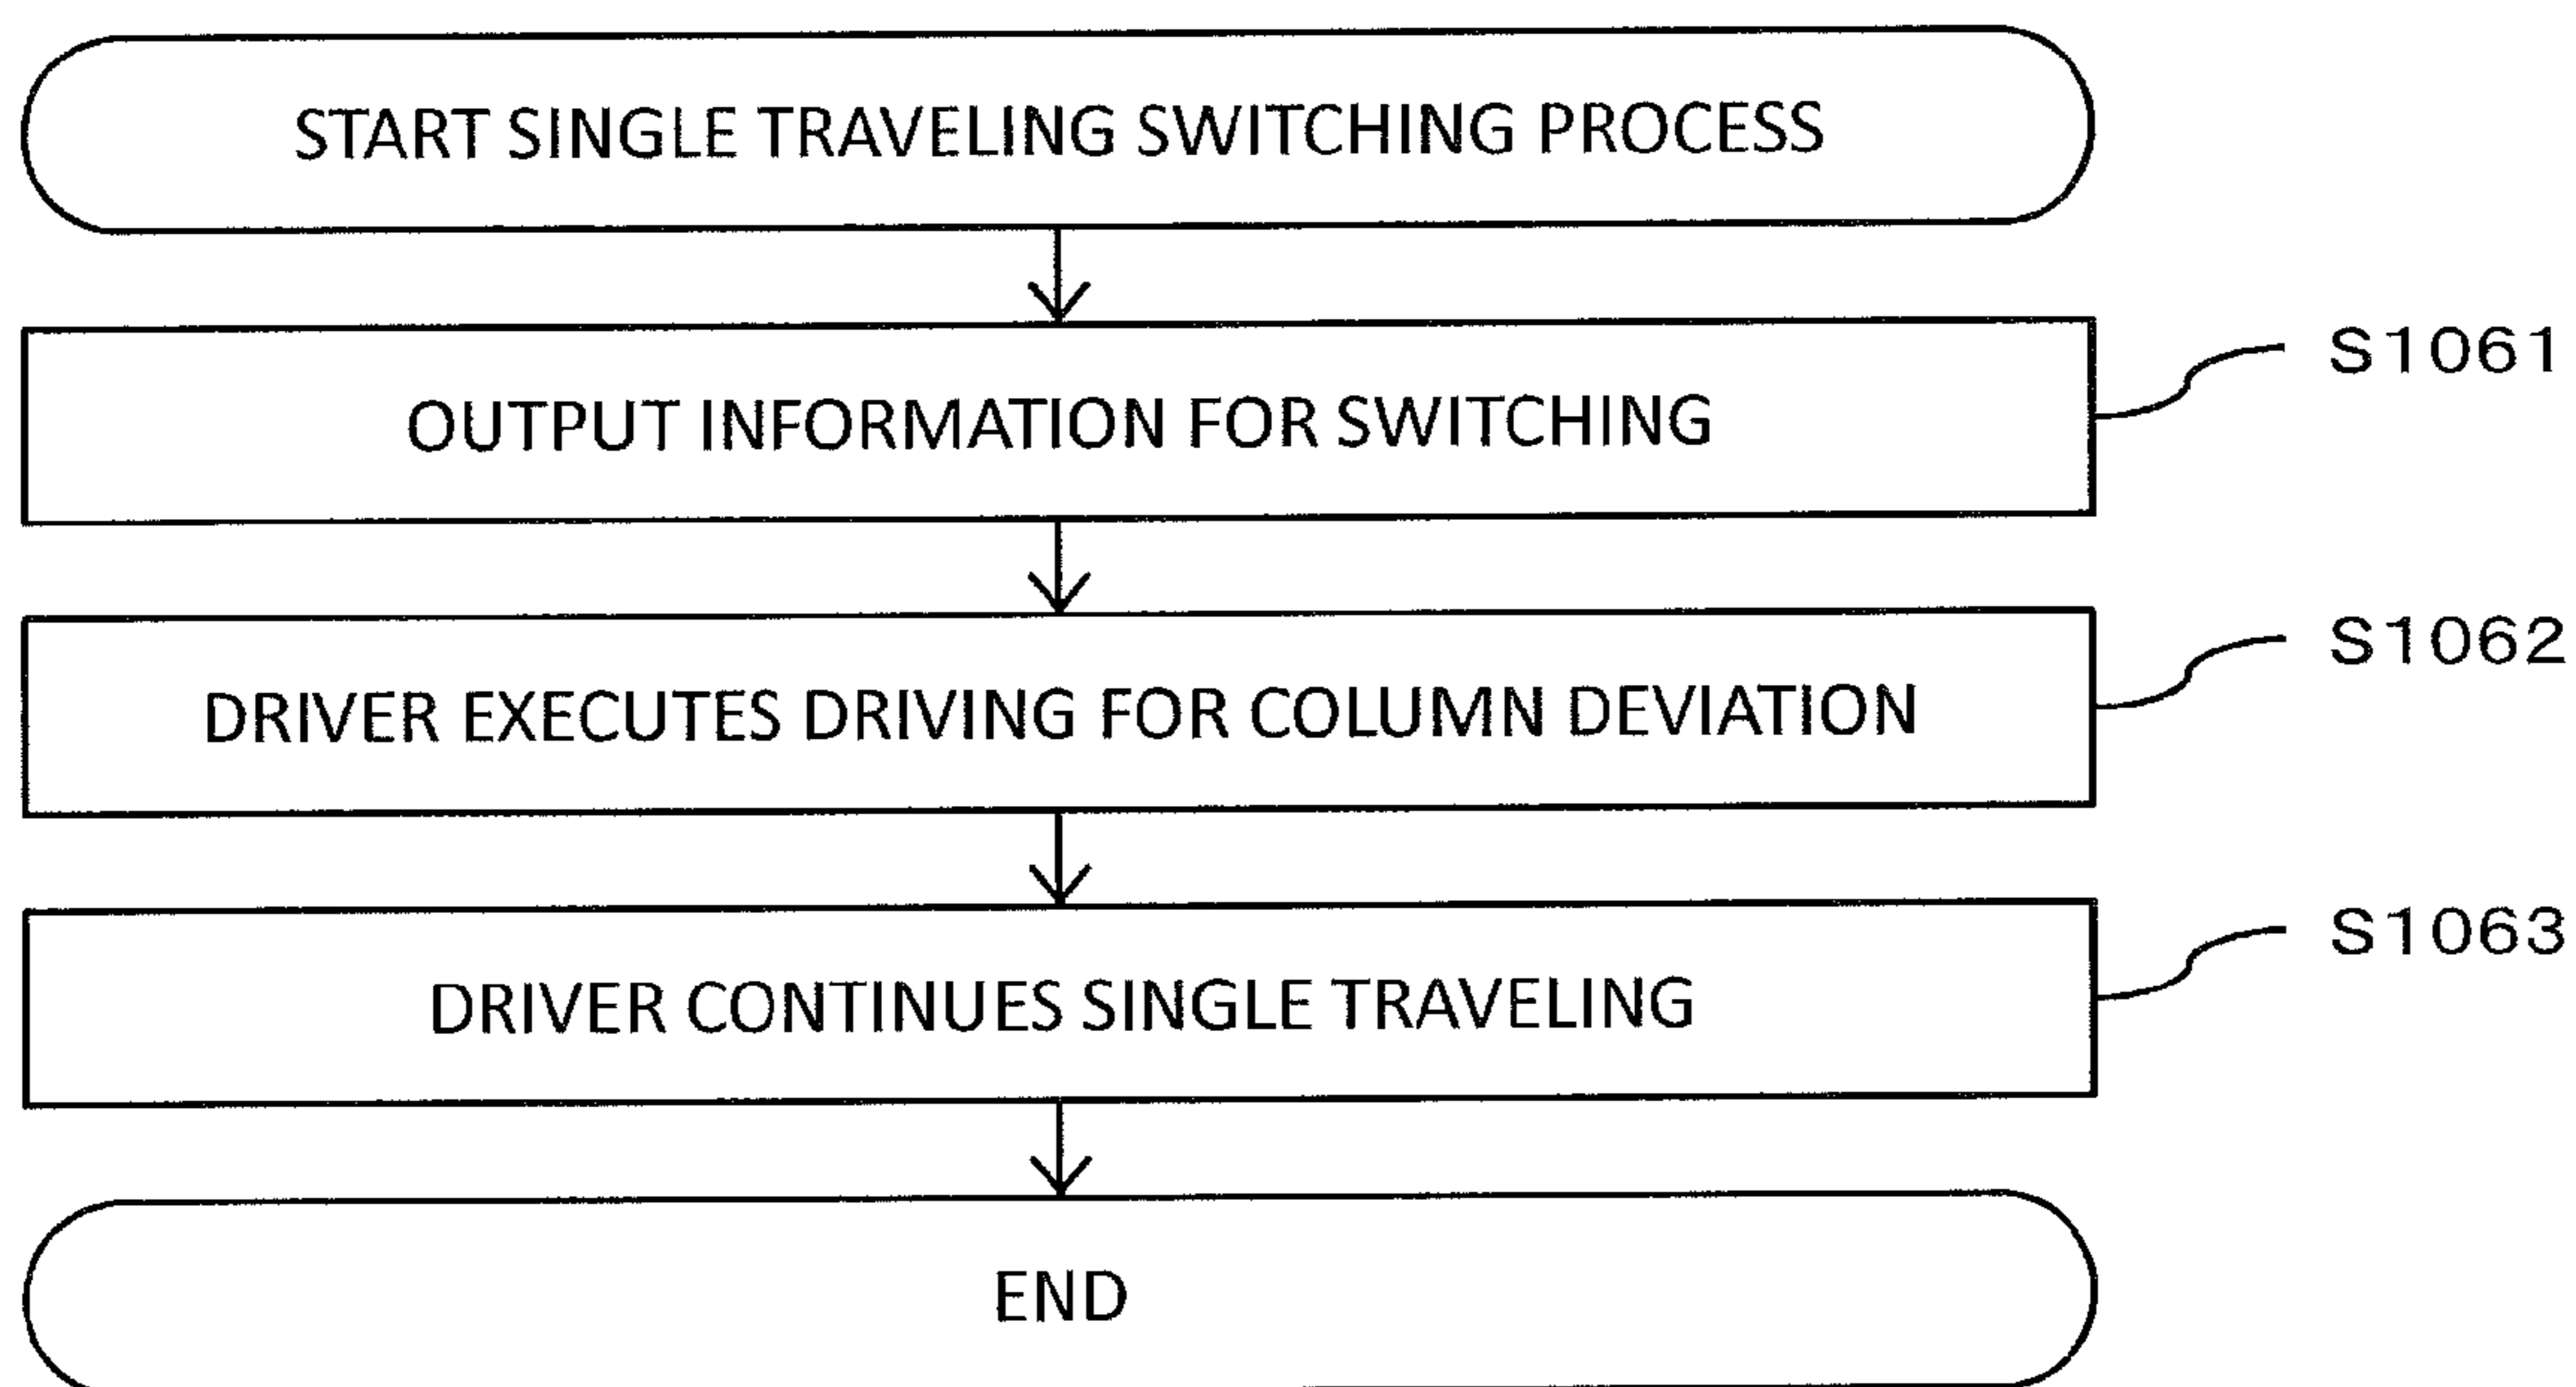 START SINGLE TRAVELING SWITCHING PROCESS
OUTPUT INFORMATION FOR SWITCHING
S1061
DRIVER EXECUTES DRIVING FOR COLUMN DEVIATION
S1062
DRIVER CONTINUES SINGLE TRAVELING
S1063
END